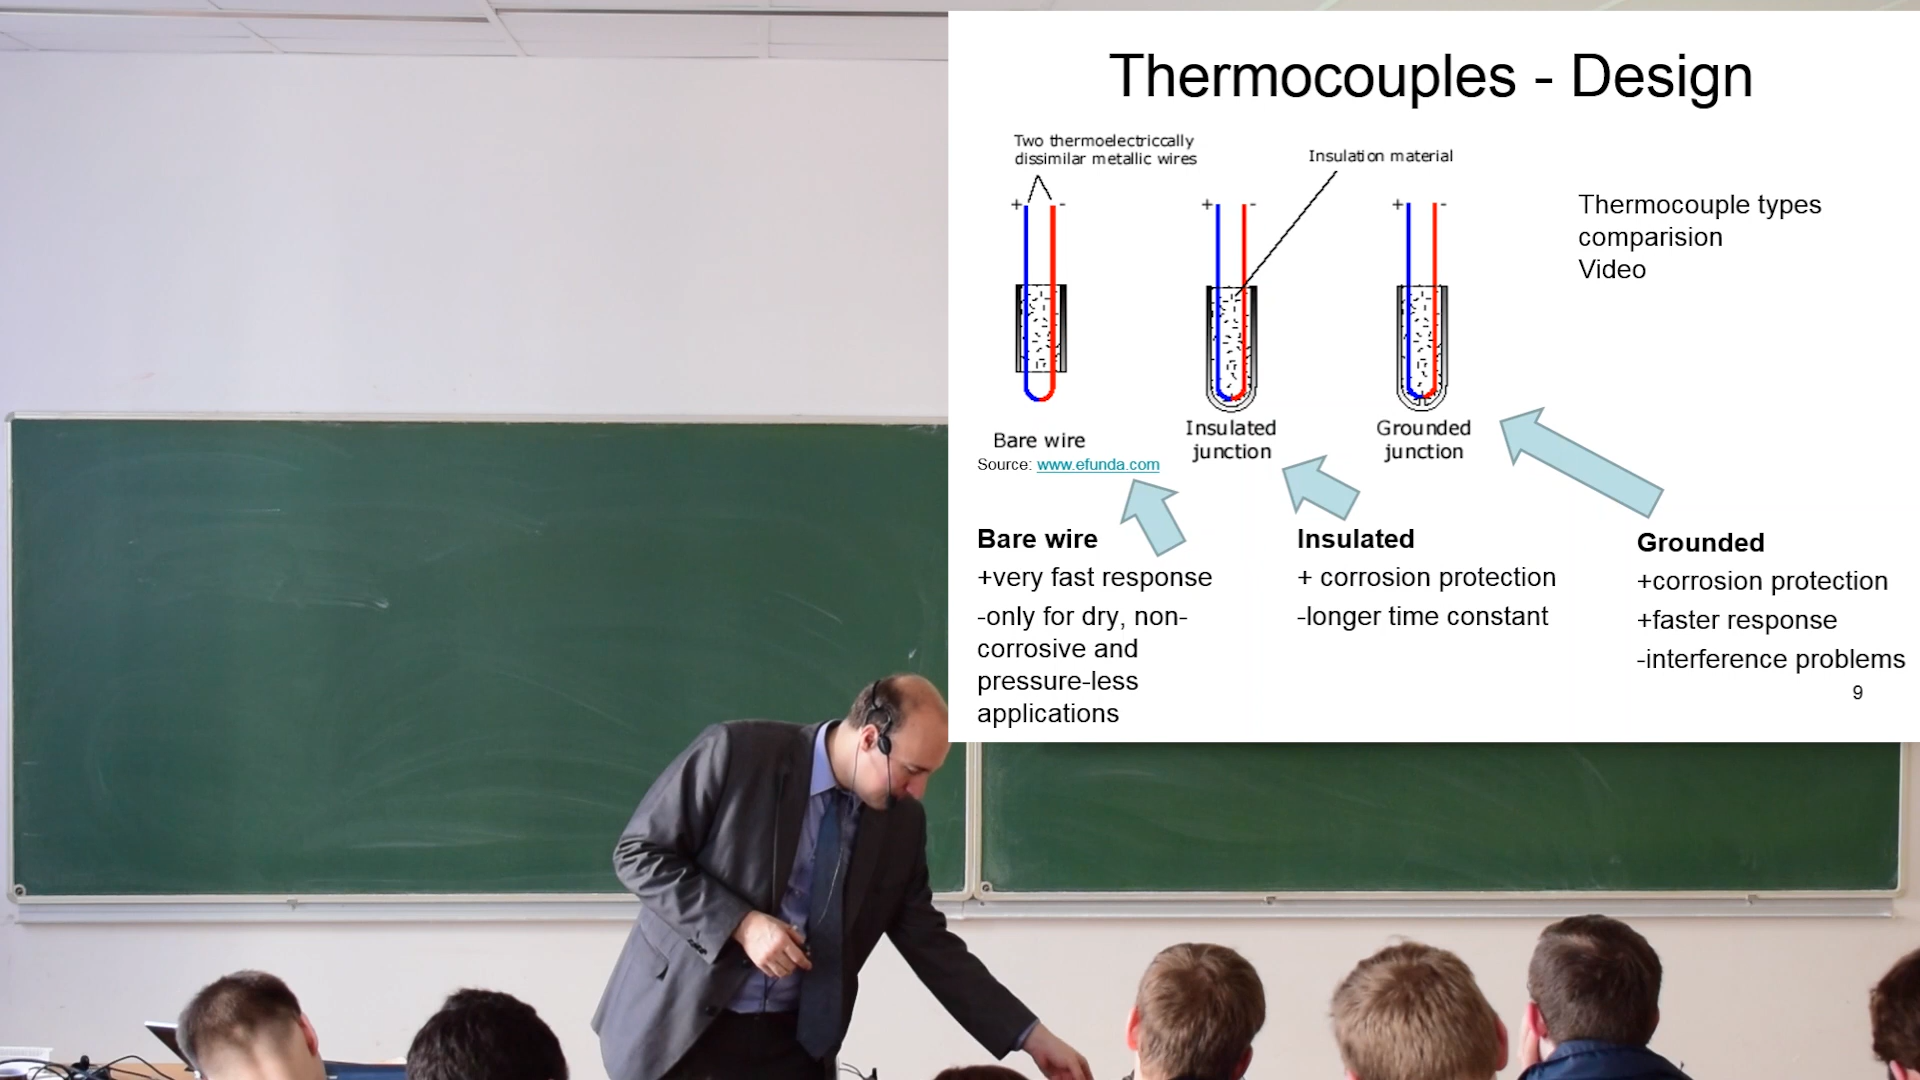 Thermocouples - Design
Two thermoelectriccally
dissimilar metallic wires
Insulation material
+ -
+ -
+ -
Thermocouple types
comparision
Video
Bare wire
Source: www.efunda.com
Insulated
junction
Grounded
junction
Bare wire
+very fast response
-only for dry, non-
corrosive and
pressure-less
applications
Insulated
+ corrosion protection
-longer time constant
Grounded
+corrosion protection
+faster response
-interference problems
9